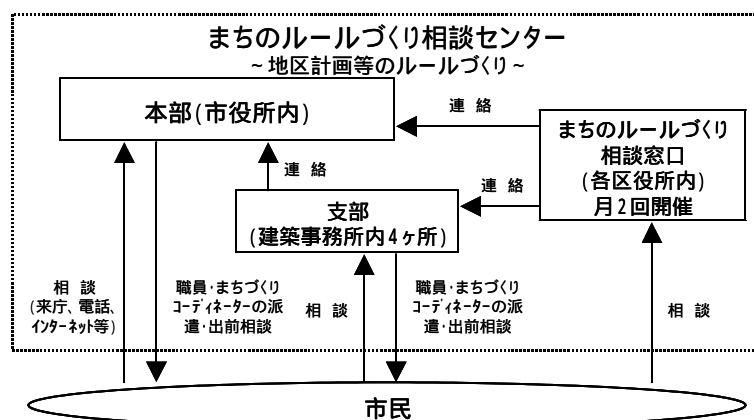 まちのルールづくり相談センター
~地区計画等のルールづくり~
本部(市役所内)
連 絡
まちのルールづくり
相談窓口
(各区役所内)
月2回開催
連 絡
連 絡
支部
(建築事務所内4ヶ所)
相 談
(来庁、電話、
インターネット等)
職員・まちづくり
コーディネーターの派
遣・出前相談
相 談
職員・まちづくり
コーディネーターの派
遣・出前相談
相 談
市民